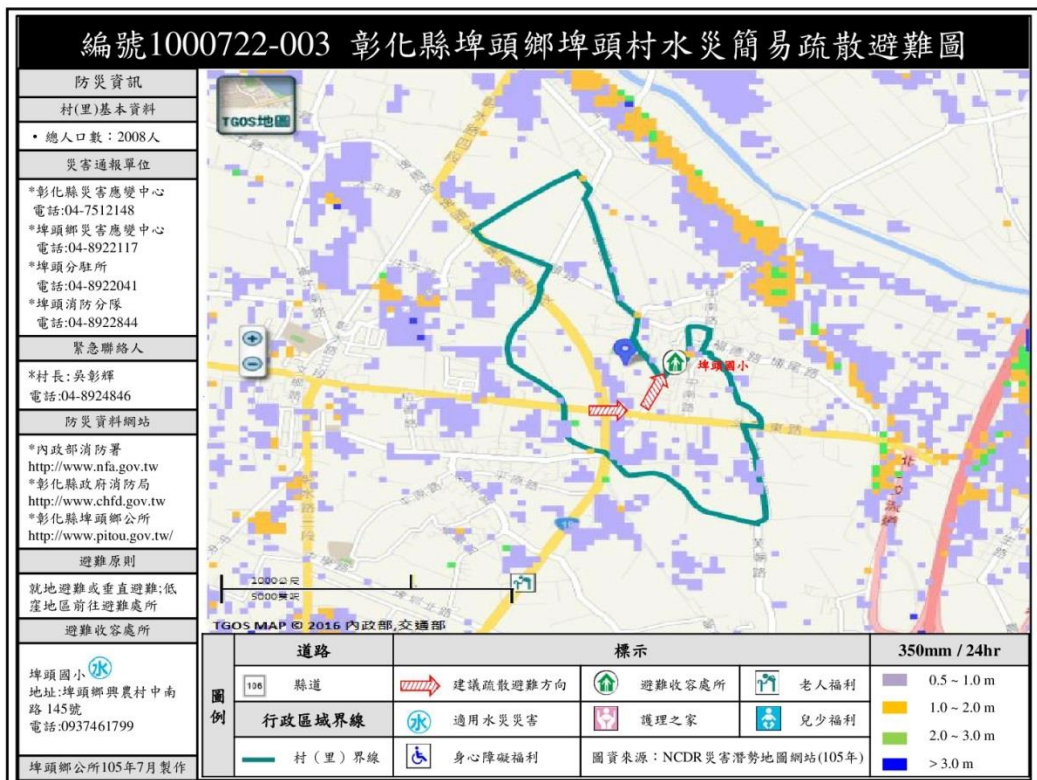 編號1000722-003 彰化縣埤頭鄉埤頭村水災簡易疏散避難圖
防災資訊
村(里)基本資料
• 總人口數：2008人
災害通報單位
*彰化縣災害應變中心
電話:04-7512148
*埤頭鄉災害應變中心
電話:04-8922117
*埤頭分駐所
電話:04-8922041
*埤頭消防分隊
電話:04-8922844
緊急聯絡人
*村長:吳彰輝
電話:04-8924846
防災資料網站
*內政部消防署
http://www.nfa.gov.tw
*彰化縣政府消防局
http://www.chfd.gov.tw
*彰化縣埤頭鄉公所
http://www.pitou.gov.tw/
避難原則
就地避難或垂直避難;低
窪地區前往避難處所
避難收容處所
埤頭國小 水
地址:埤頭鄉興農村中南
路 145號
電話:0937461799
埤頭鄉公所105年7月製作
TGOS地圖
埤頭國小
1000公尺
5000英呎
TGOS MAP © 2016 內政部,交通部
圖例
道路
106 縣道
行政區域界線
村（里）界線
標示
建議疏散避難方向
避難收容處所
老人福利
水 適用水災災害
護理之家
兒少福利
身心障礙福利
圖資來源：NCDR災害潛勢地圖網站(105年)
350mm / 24hr
0.5 ~ 1.0 m
1.0 ~ 2.0 m
2.0 ~ 3.0 m
> 3.0 m